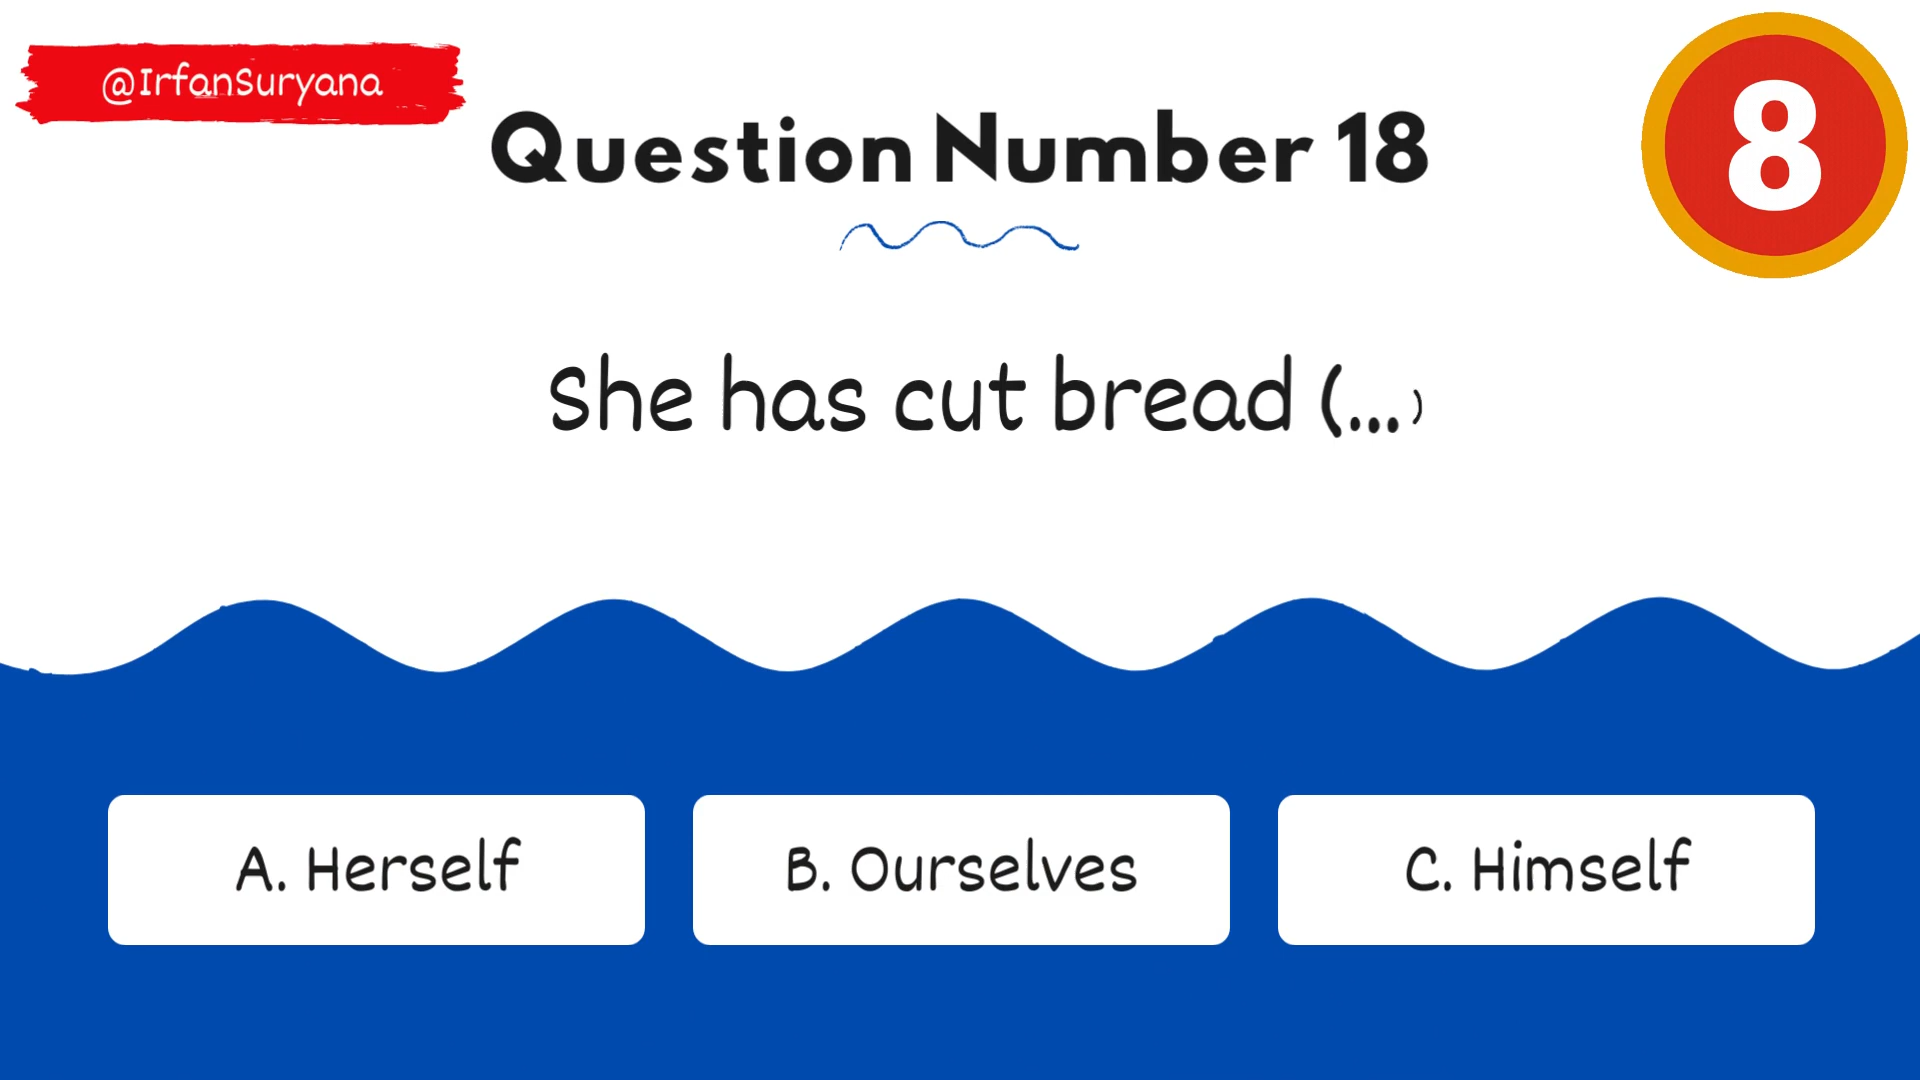 @IrfanSuryana
Question Number 18
8
She has cut bread (...)
A. Herself
B. Ourselves
C. Himself